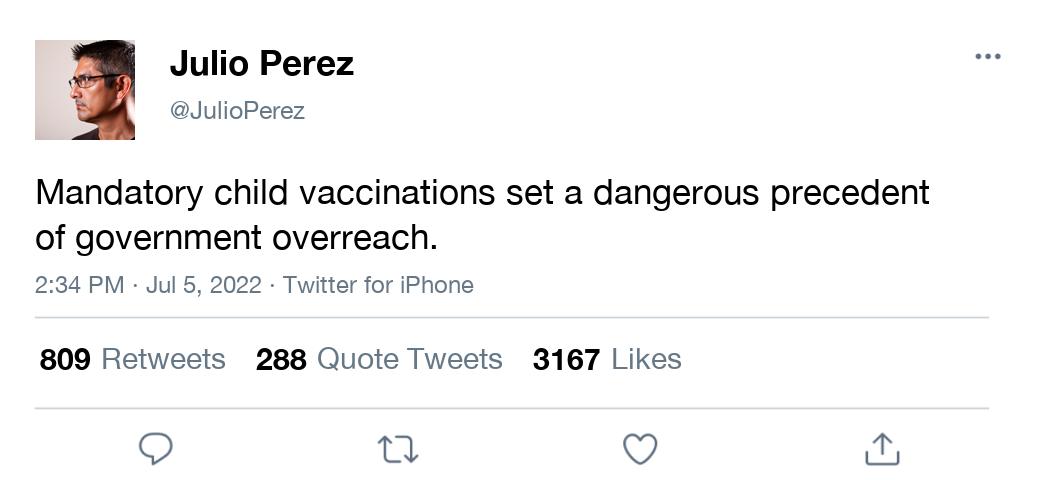 Julio Perez
@JulioPerez
Mandatory child vaccinations set a dangerous precedent
of government overreach.
2:34 PM · Jul 5, 2022 · Twitter for iPhone
809 Retweets 288 Quote Tweets 3167 Likes